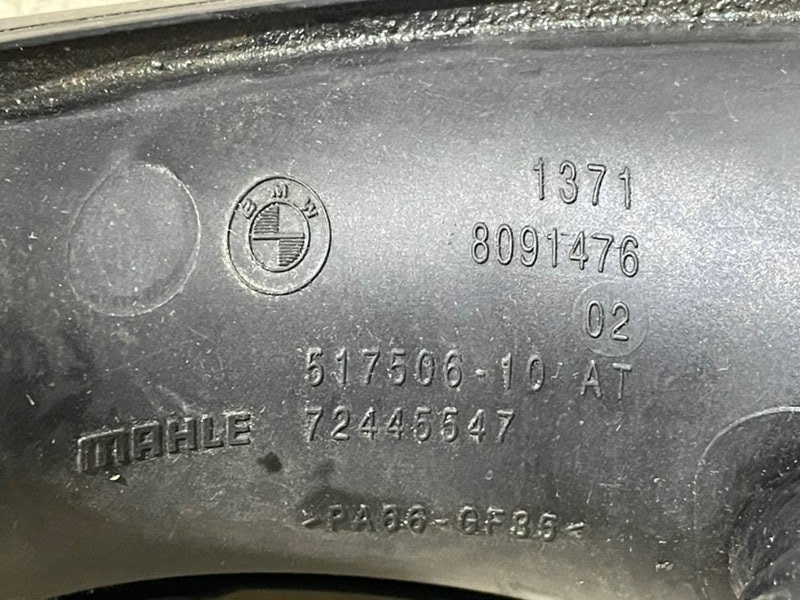 BMW
1371
8091476
02
517506-10 AT
MAHLE 72445547
>PA66-GF35<